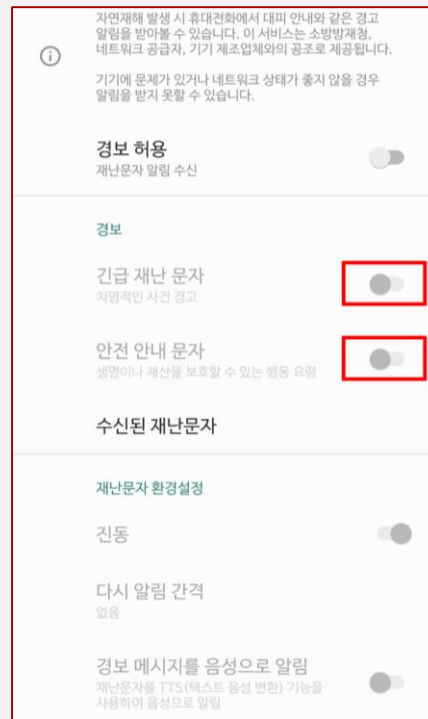 자연재해 발생 시 휴대전화에서 대피 안내와 같은 경고
알림을 받아볼 수 있습니다. 이 서비스는 소방방재청,
네트워크 공급자, 기기 제조업체와의 공조로 제공됩니다.
기기에 문제가 있거나 네트워크 상태가 좋지 않을 경우
알림을 받지 못할 수 있습니다.
경보 허용
재난문자 알림 수신
경보
긴급 재난 문자
치명적인 사건 경고
안전 안내 문자
생명이나 재산을 보호할 수 있는 행동 요령
수신된 재난문자
재난문자 환경설정
진동
다시 알림 간격
없음
경보 메시지를 음성으로 알림
재난문자를 TTS(텍스트 음성 변환) 기능을
사용하여 음성으로 알림